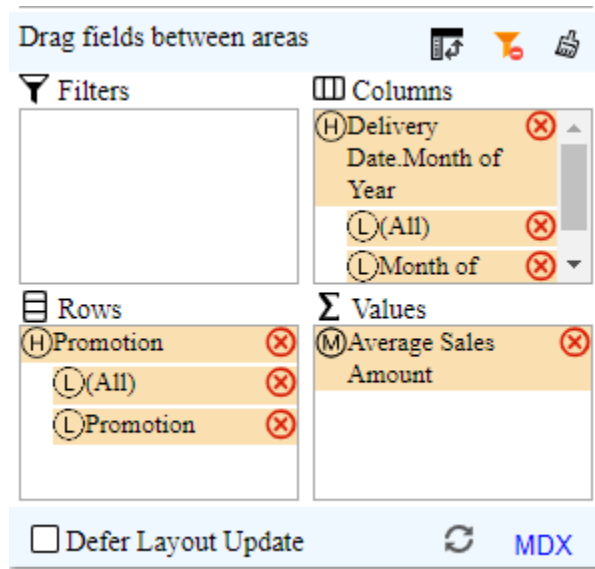 Drag fields between areas
Filters
Columns
(H)Delivery
Date.Month of
Year
(L)(All)
(L)Month of
Rows
Σ Values
(H)Promotion
(L)(All)
(L)Promotion
(M)Average Sales
Amount
Defer Layout Update
MDX